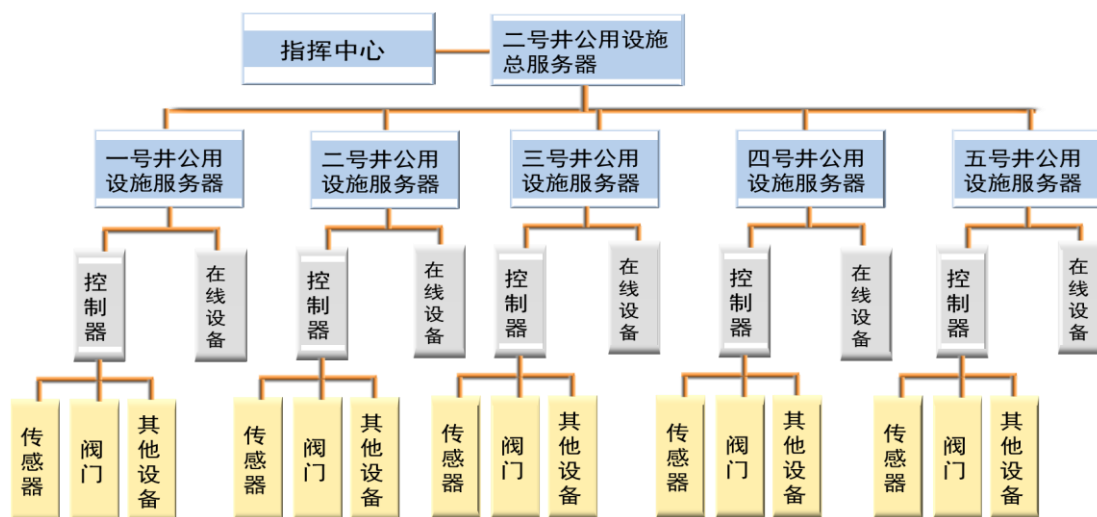 指挥中心
二号井公用设施
总服务器
一号井公用
设施服务器
二号井公用
设施服务器
三号井公用
设施服务器
四号井公用
设施服务器
五号井公用
设施服务器
控制器
在线设备
控制器
在线设备
控制器
在线设备
控制器
在线设备
控制器
在线设备
传感器
阀门
其他设备
传感器
阀门
其他设备
传感器
阀门
其他设备
传感器
阀门
其他设备
传感器
阀门
其他设备